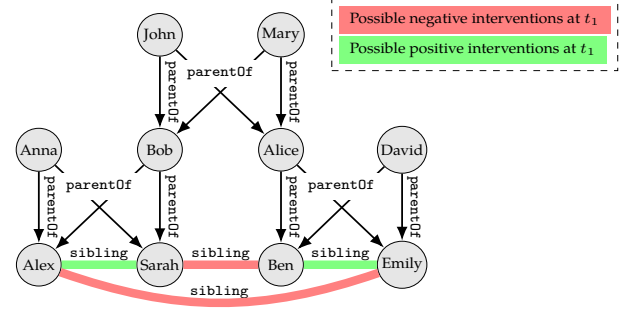 Possible negative interventions at t₁
Possible positive interventions at t₁
John
Mary
parentOf
parentOf
parentOf
Anna
Bob
Alice
David
parentOf
parentOf
parentOf
parentOf
parentOf
parentOf
sibling
sibling
sibling
Alex
Sarah
Ben
Emily
sibling